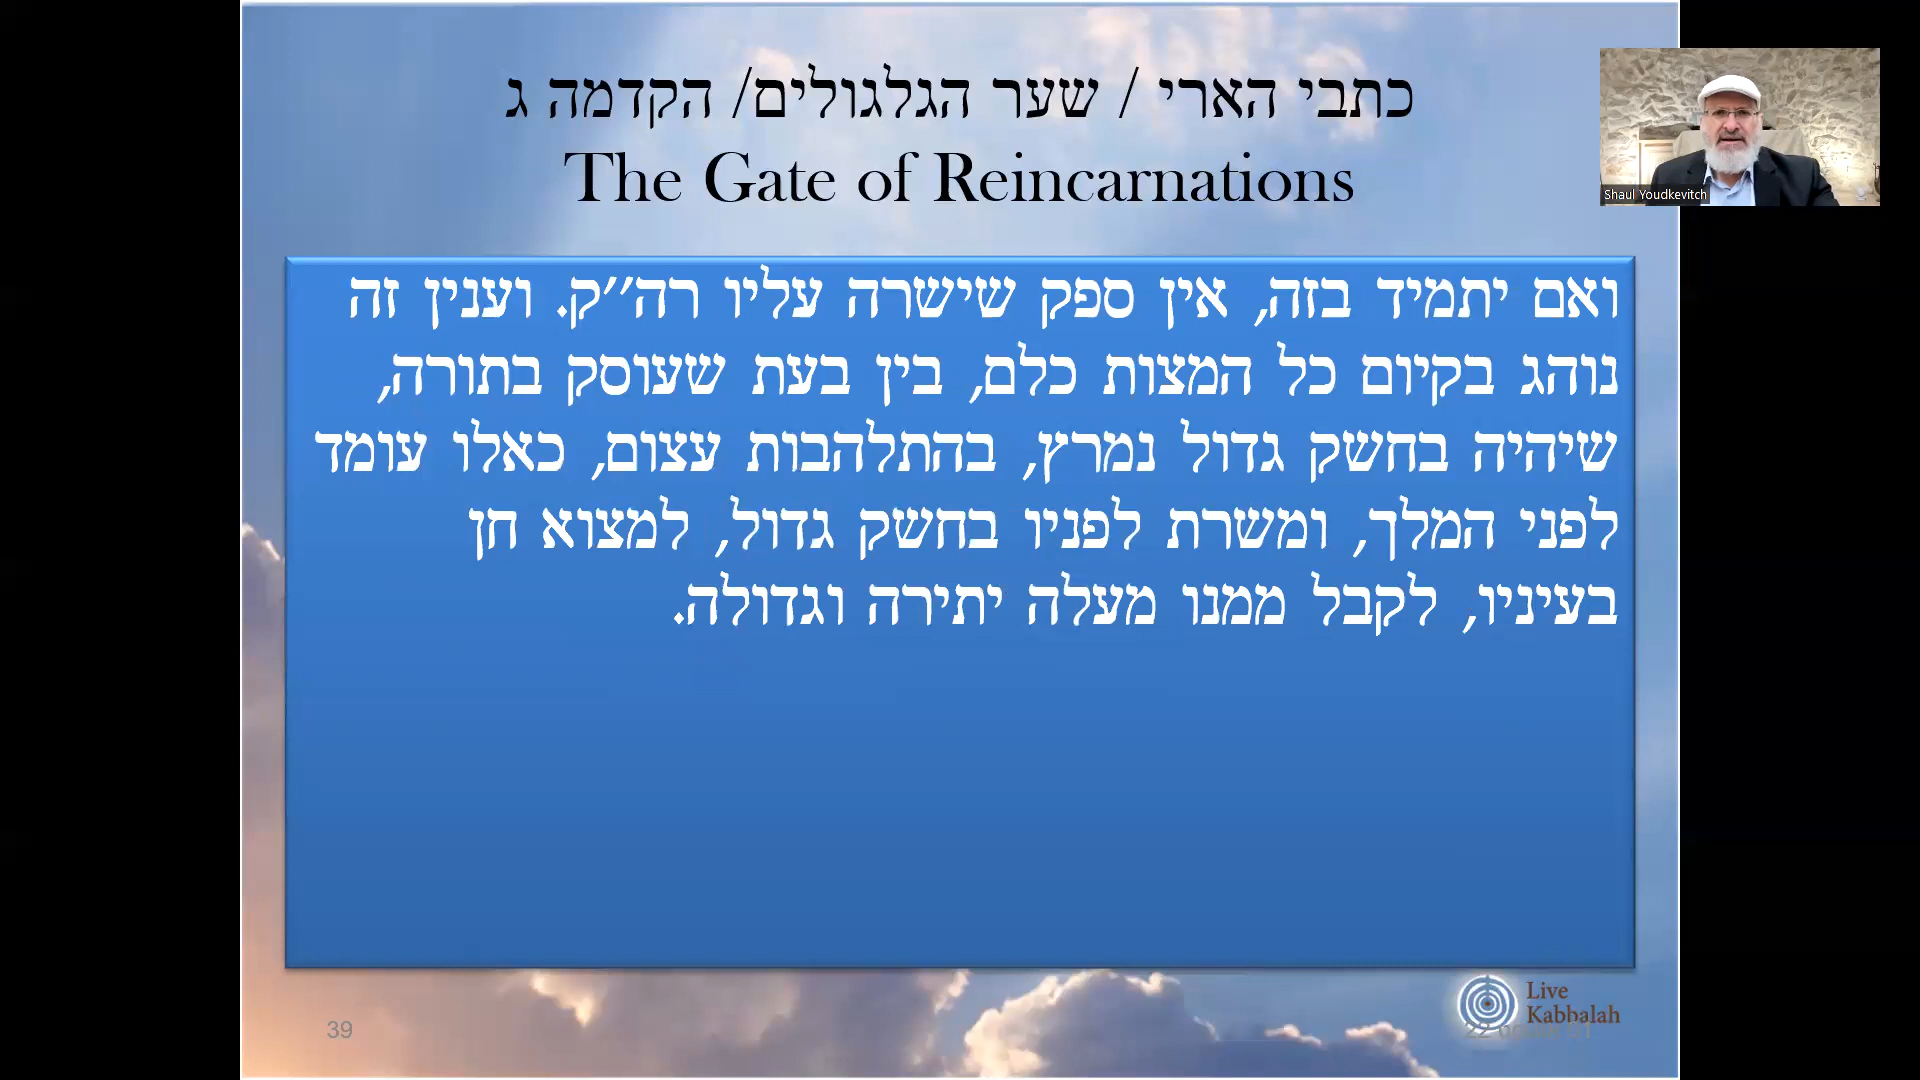 כתבי הארי / שער הגלגולים/ הקדמה ג
The Gate of Reincarnations
Shaul Youdkevitch
ואם יתמיד בזה, אין ספק שישרה עליו רה״ק. וענין זה
נוהג בקיום כל המצות כלם, בין בעת שעוסק בתורה,
שיהיה בחשק גדול נמרץ, בהתלהבות עצום, כאלו עומד
לפני המלך, ומשרת לפניו בחשק גדול, למצוא חן
בעיניו, לקבל ממנו מעלה יתירה וגדולה.
Live
Kabbalah
39